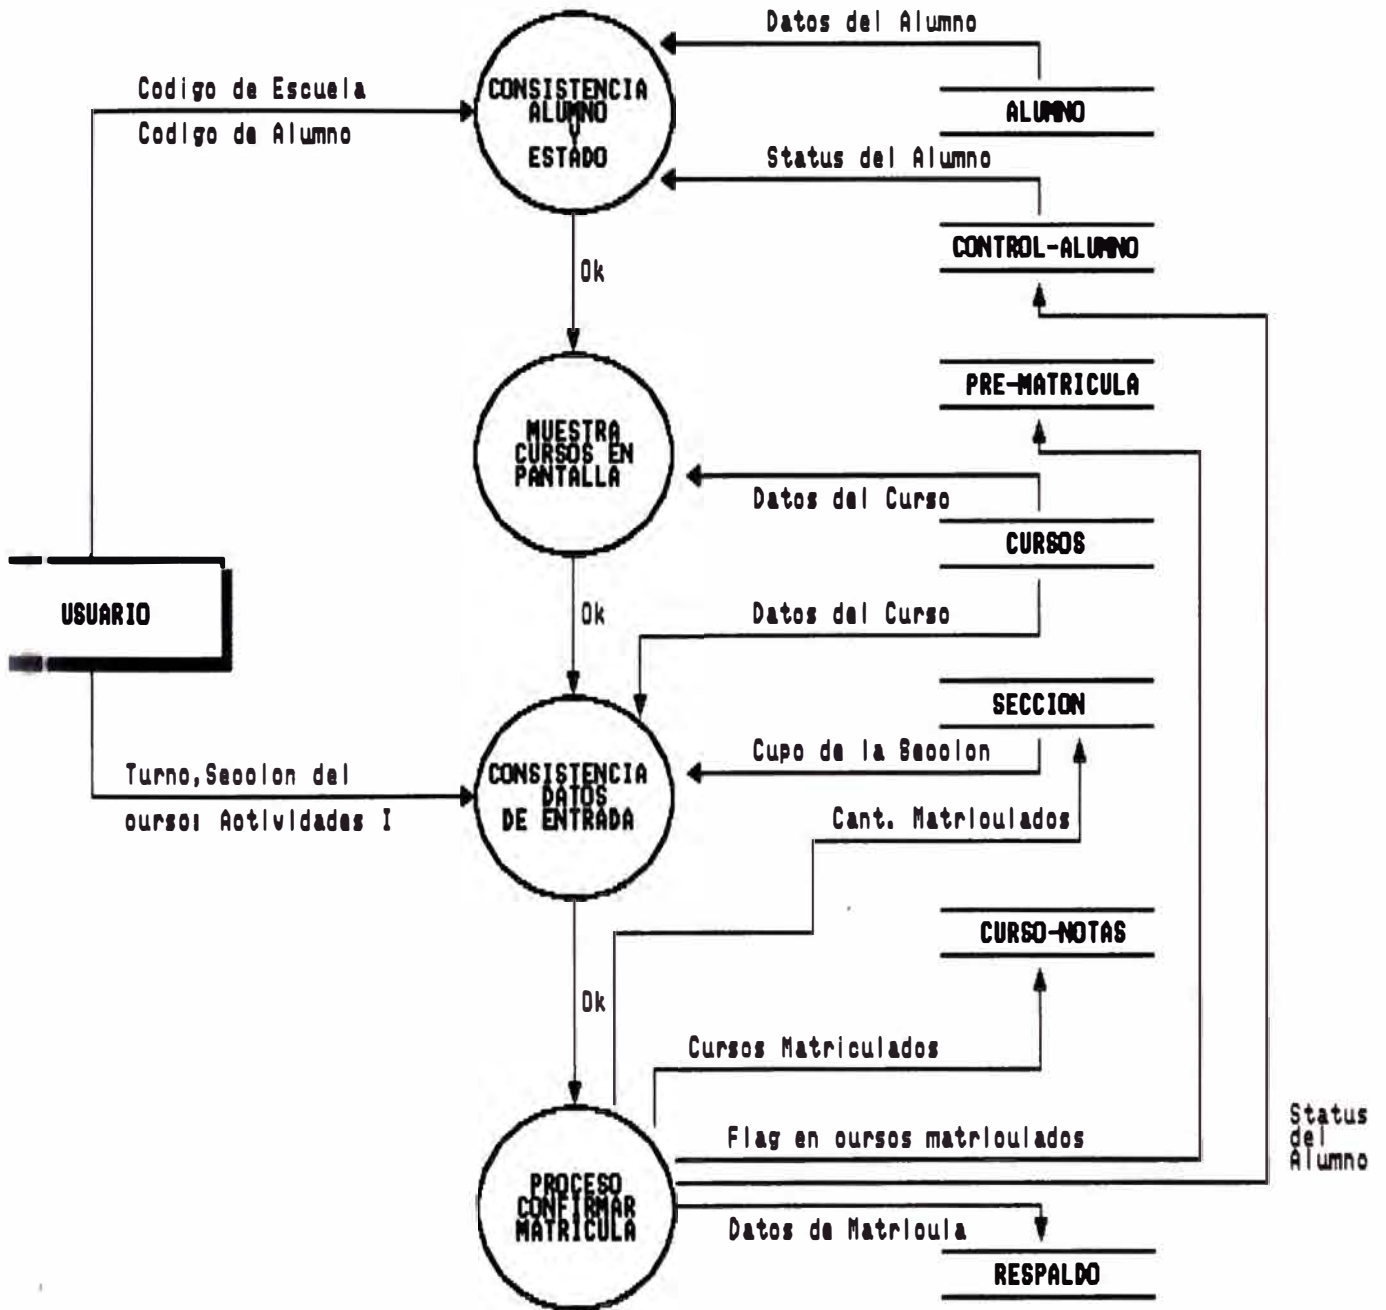 Datos del Alumno
Codigo de Escuela
CONSISTENCIA
ALUMNO
Y
ESTADO
ALUMNO
Codigo de Alumno
Status del Alumno
CONTROL-ALUMNO
Ok
PRE-MATRICULA
MUESTRA
CURSOS EN
PANTALLA
Datos del Curso
CURSOS
USUARIO
Ok
Datos del Curso
SECCION
Cupo de la Seccion
Turno,Seccion del
curso: Actividades I
CONSISTENCIA
DATOS
DE ENTRADA
Cant. Matriculados
CURSO-NOTAS
Ok
Cursos Matriculados
Status
del
Alumno
Flag en cursos matriculados
PROCESO
CONFIRMAR
MATRICULA
Datos de Matricula
RESPALDO